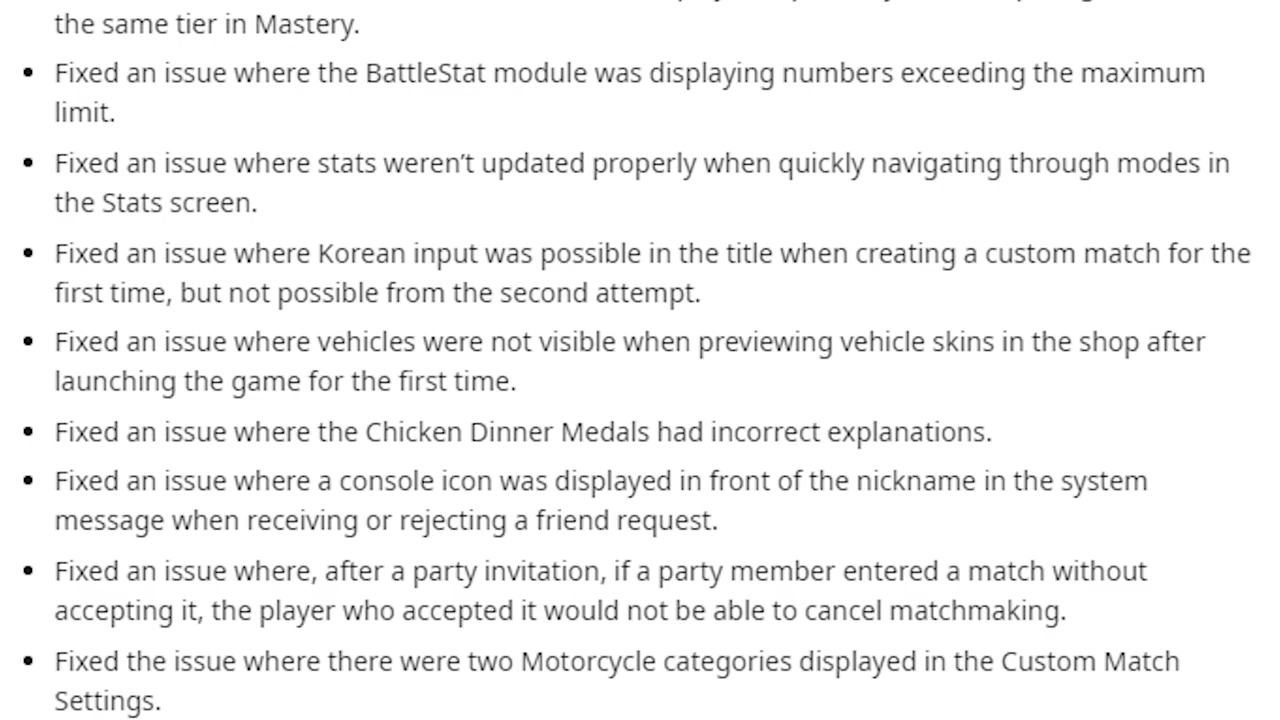 the same tier in Mastery.
• Fixed an issue where the BattleStat module was displaying numbers exceeding the maximum
limit.
• Fixed an issue where stats weren't updated properly when quickly navigating through modes in
the Stats screen.
• Fixed an issue where Korean input was possible in the title when creating a custom match for the
first time, but not possible from the second attempt.
• Fixed an issue where vehicles were not visible when previewing vehicle skins in the shop after
launching the game for the first time.
• Fixed an issue where the Chicken Dinner Medals had incorrect explanations.
• Fixed an issue where a console icon was displayed in front of the nickname in the system
message when receiving or rejecting a friend request.
• Fixed an issue where, after a party invitation, if a party member entered a match without
accepting it, the player who accepted it would not be able to cancel matchmaking.
• Fixed the issue where there were two Motorcycle categories displayed in the Custom Match
Settings.